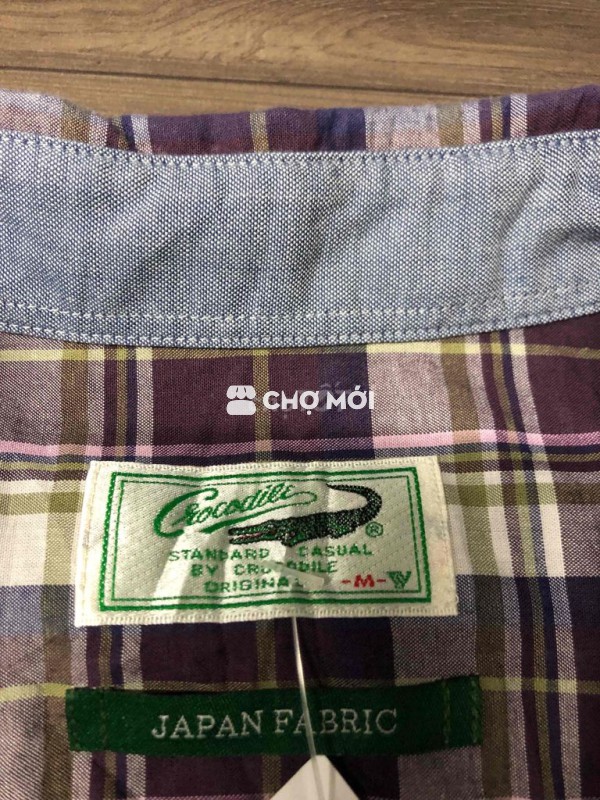 CHỢ MỚI
Crocodile
®
STANDARD CASUAL
BY CROCODILE
ORIGINAL -M-
JAPAN FABRIC